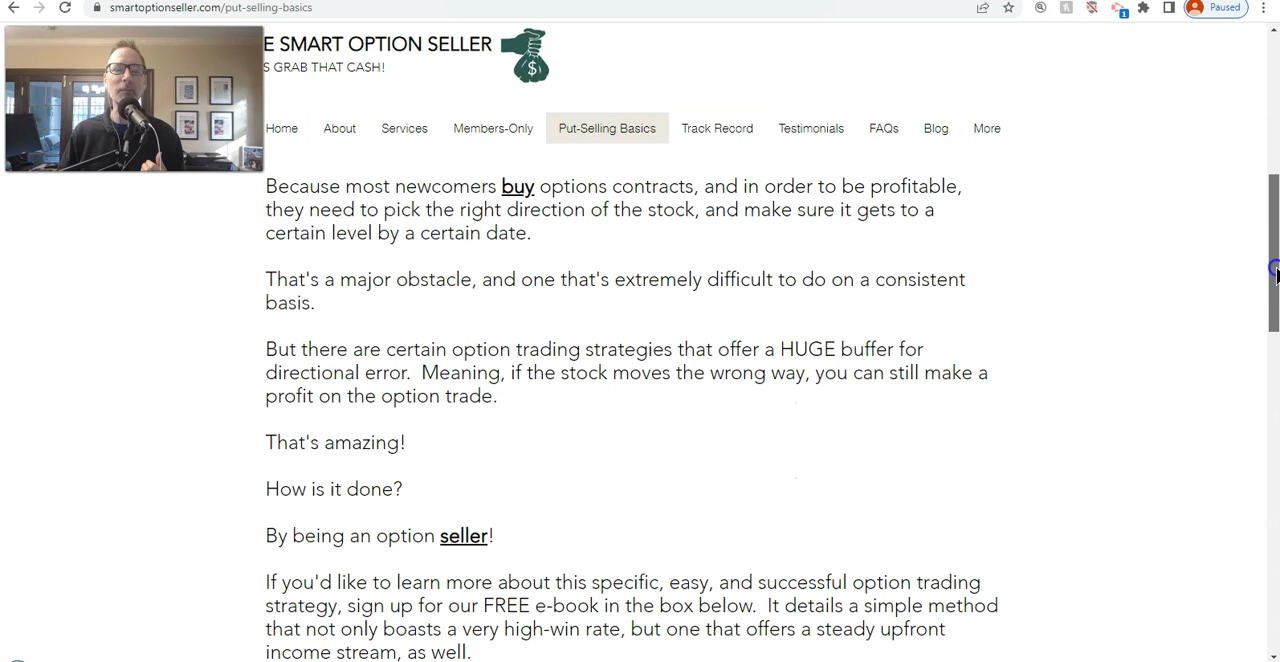 smartoptionseller.com/put-selling-basics
Paused
1
E SMART OPTION SELLER
S GRAB THAT CASH!
$
Home About Services Members-Only Put-Selling Basics Track Record Testimonials FAQs Blog More
Because most newcomers buy options contracts, and in order to be profitable,
they need to pick the right direction of the stock, and make sure it gets to a
certain level by a certain date.
That's a major obstacle, and one that's extremely difficult to do on a consistent
basis.
But there are certain option trading strategies that offer a HUGE buffer for
directional error.  Meaning, if the stock moves the wrong way, you can still make a
profit on the option trade.
That's amazing!
How is it done?
By being an option seller!
If you'd like to learn more about this specific, easy, and successful option trading
strategy, sign up for our FREE e-book in the box below.  It details a simple method
that not only boasts a very high-win rate, but one that offers a steady upfront
income stream, as well.